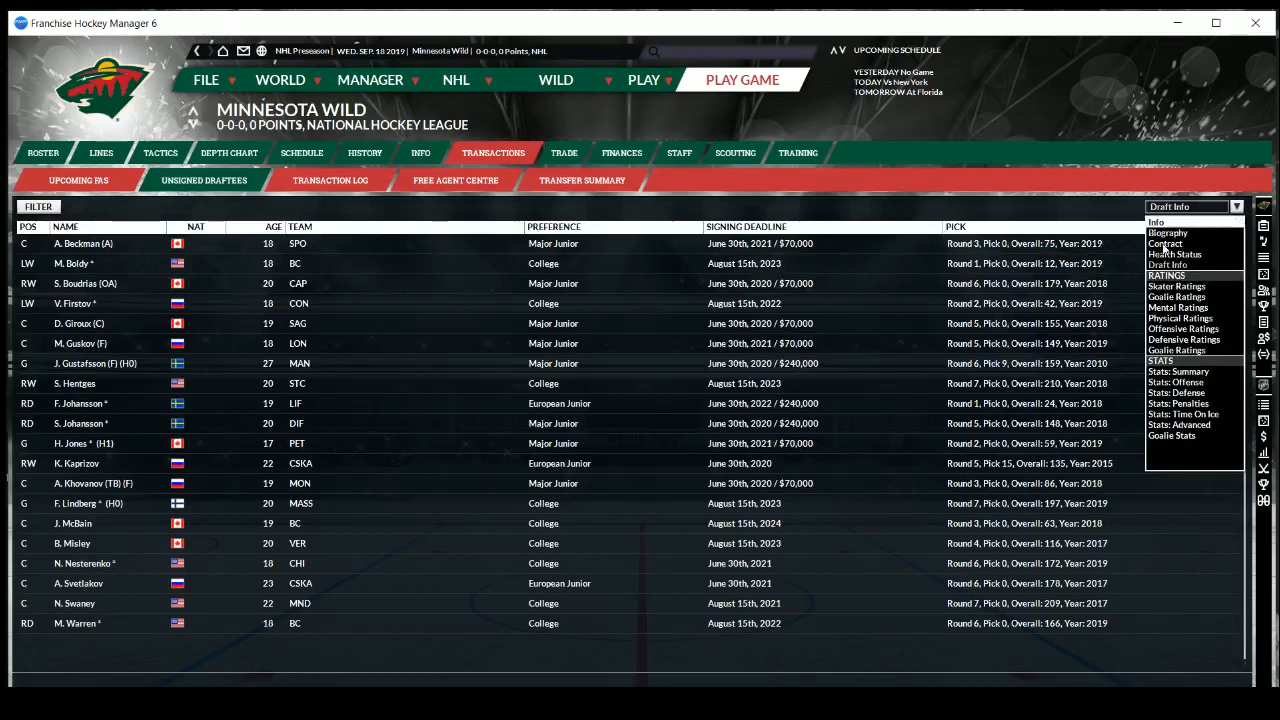 Franchise Hockey Manager 6
NHL Preseason | WED. SEP. 18 2019 | Minnesota Wild | 0-0-0, 0 Points, NHL
UPCOMING SCHEDULE
YESTERDAY No Game
TODAY Vs New York
TOMORROW At Florida
FILE WORLD MANAGER NHL WILD PLAY PLAY GAME
MINNESOTA WILD
0-0-0, 0 POINTS, NATIONAL HOCKEY LEAGUE
ROSTER LINES TACTICS DEPTH CHART SCHEDULE HISTORY INFO TRANSACTIONS TRADE FINANCES STAFF SCOUTING TRAINING
UPCOMING FAS UNSIGNED DRAFTEES TRANSACTION LOG FREE AGENT CENTRE TRANSFER SUMMARY
FILTER
Draft Info
POS NAME NAT AGE TEAM PREFERENCE SIGNING DEADLINE PICK
C A. Beckman (A) 18 SPO Major Junior June 30th, 2021 / $70,000 Round 3, Pick 0, Overall: 75, Year: 2019
LW M. Boldy * 18 BC College August 15th, 2023 Round 1, Pick 0, Overall: 12, Year: 2019
RW S. Boudrias (OA) 20 CAP Major Junior June 30th, 2020 / $70,000 Round 6, Pick 0, Overall: 179, Year: 2018
LW V. Firstov * 18 CON College August 15th, 2022 Round 2, Pick 0, Overall: 42, Year: 2019
C D. Giroux (C) 19 SAG Major Junior June 30th, 2020 / $70,000 Round 5, Pick 0, Overall: 155, Year: 2018
C M. Guskov (F) 18 LON Major Junior June 30th, 2021 / $70,000 Round 5, Pick 0, Overall: 149, Year: 2019
G J. Gustafsson (F) (H0) 27 MAN Major Junior June 30th, 2020 / $240,000 Round 6, Pick 9, Overall: 159, Year: 2010
RW S. Hentges 20 STC College August 15th, 2023 Round 7, Pick 0, Overall: 210, Year: 2018
RD F. Johansson * 19 LIF European Junior June 30th, 2022 / $240,000 Round 1, Pick 0, Overall: 24, Year: 2018
RD S. Johansson * 20 DIF Major Junior June 30th, 2020 / $240,000 Round 5, Pick 0, Overall: 148, Year: 2018
G H. Jones * (H1) 17 PET Major Junior June 30th, 2021 / $70,000 Round 2, Pick 0, Overall: 59, Year: 2019
RW K. Kaprizov 22 CSKA European Junior June 30th, 2020 Round 5, Pick 15, Overall: 135, Year: 2015
C A. Khovanov (TB) (F) 19 MON Major Junior June 30th, 2020 / $70,000 Round 3, Pick 0, Overall: 86, Year: 2018
G F. Lindberg * (H0) 20 MASS College August 15th, 2023 Round 7, Pick 0, Overall: 197, Year: 2019
C J. McBain 19 BC College August 15th, 2024 Round 3, Pick 0, Overall: 63, Year: 2018
C B. Misley 20 VER College August 15th, 2023 Round 4, Pick 0, Overall: 116, Year: 2017
C N. Nesterenko * 18 CHI College June 30th, 2021 Round 6, Pick 0, Overall: 172, Year: 2019
C A. Svetlakov 23 CSKA European Junior June 30th, 2021 Round 6, Pick 0, Overall: 178, Year: 2017
C N. Swaney 22 MND College August 15th, 2021 Round 7, Pick 0, Overall: 209, Year: 2017
RD M. Warren * 18 BC College August 15th, 2022 Round 6, Pick 0, Overall: 166, Year: 2019
Info
Biography
Contract
Health Status
Draft Info
RATINGS
Skater Ratings
Goalie Ratings
Mental Ratings
Physical Ratings
Offensive Ratings
Defensive Ratings
Goalie Ratings
STATS
Stats: Summary
Stats: Offense
Stats: Defense
Stats: Penalties
Stats: Time On Ice
Stats: Advanced
Goalie Stats